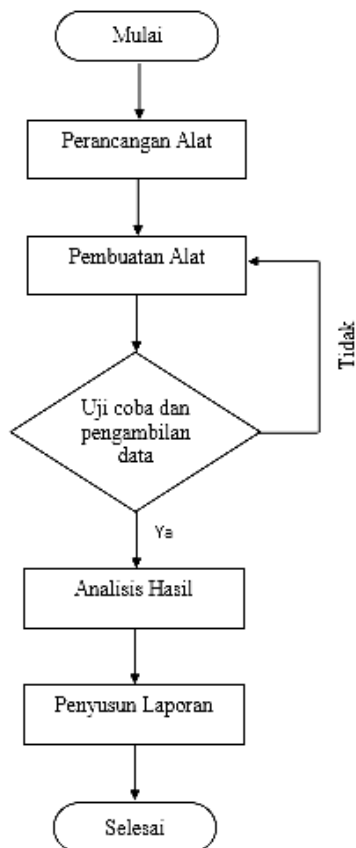 Mulai
Perancangan Alat
Pembuatan Alat
Tidak
Uji coba dan
pengambilan
data
Ya
Analisis Hasil
Penyusun Laporan
Selesai